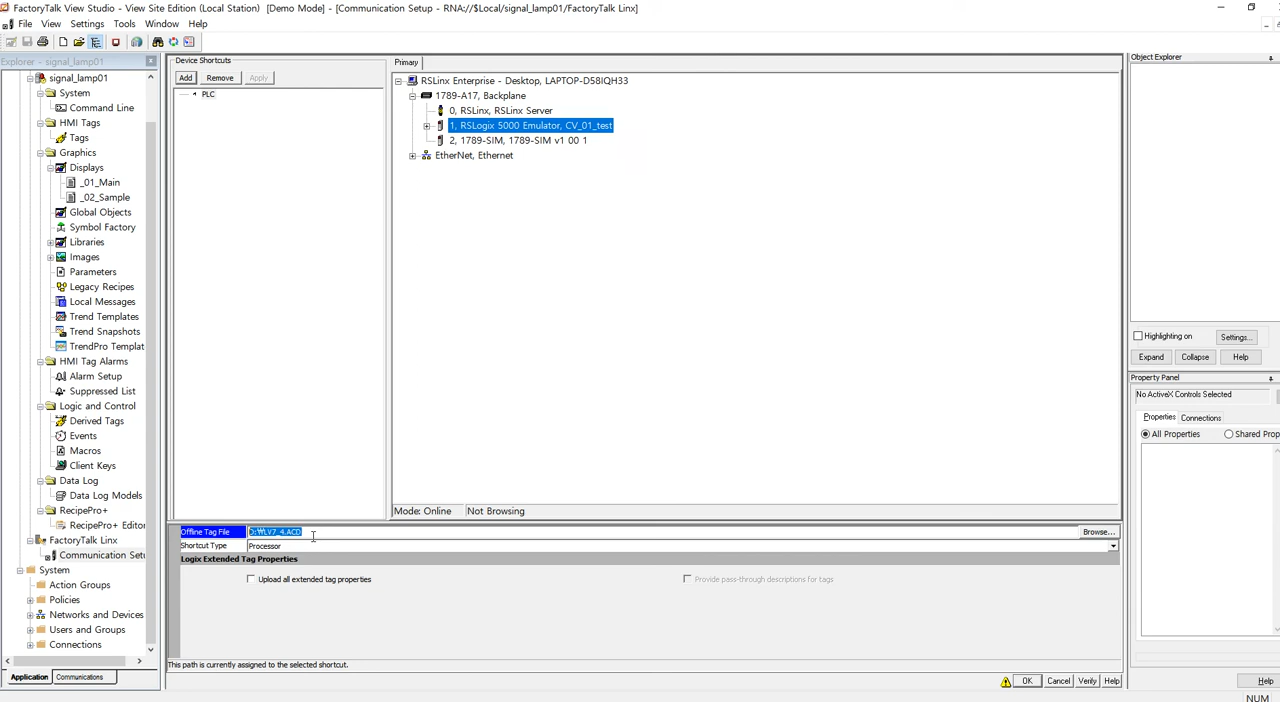 FactoryTalk View Studio - View Site Edition (Local Station)  [Demo Mode] - [Communication Setup - RNA://$Local/signal_lamp01/FactoryTalk Linx]
File View Settings Tools Window Help
Explorer - signal_lamp01
signal_lamp01
System
Command Line
HMI Tags
Tags
Graphics
Displays
_01_Main
_02_Sample
Global Objects
Symbol Factory
Libraries
Images
Parameters
Legacy Recipes
Local Messages
Trend Templates
Trend Snapshots
TrendPro Templat
HMI Tag Alarms
Alarm Setup
Suppressed List
Logic and Control
Derived Tags
Events
Macros
Client Keys
Data Log
Data Log Models
RecipePro+
RecipePro+ Editor
FactoryTalk Linx
Communication Setu
System
Action Groups
Policies
Networks and Devices
Users and Groups
Connections
Application Communications
Device Shortcuts
Add Remove Apply
PLC
Primary
RSLinx Enterprise - Desktop, LAPTOP-D58IQH33
1789-A17, Backplane
0, RSLinx, RSLinx Server
1, RSLogix 5000 Emulator, CV_01_test
2, 1789-SIM, 1789-SIM v1 00 1
EtherNet, Ethernet
Mode: Online Not Browsing
Offline Tag File D:₩LV7_4.ACD Browse...
Shortcut Type Processor
Logix Extended Tag Properties
Upload all extended tag properties Provide pass-through descriptions for tags
This path is currently assigned to the selected shortcut.
OK Cancel Verify Help
Object Explorer
Highlighting on Settings...
Expand Collapse Help
Property Panel
No ActiveX Controls Selected
Properties Connections
All Properties Shared Prop
Help
NUM